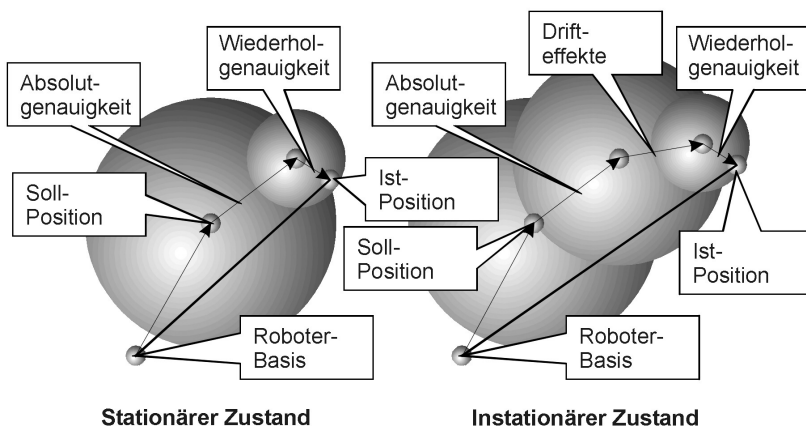 Wiederhol-
genauigkeit
Absolut-
genauigkeit
Soll-
Position
Ist-
Position
Roboter-
Basis
Stationärer Zustand
Drift-
effekte
Wiederhol-
genauigkeit
Absolut-
genauigkeit
Soll-
Position
Ist-
Position
Roboter-
Basis
Instationärer Zustand